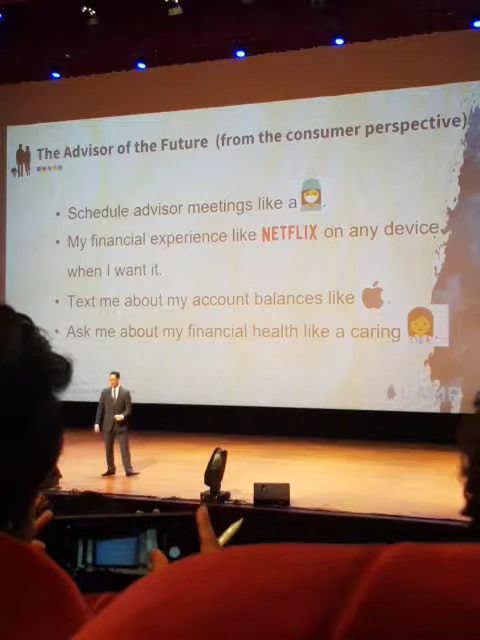 The Advisor of the Future (from the consumer perspective)
• Schedule advisor meetings like a .
• My financial experience like NETFLIX on any device
when I want it.
• Text me about my account balances like .
• Ask me about my financial health like a caring .